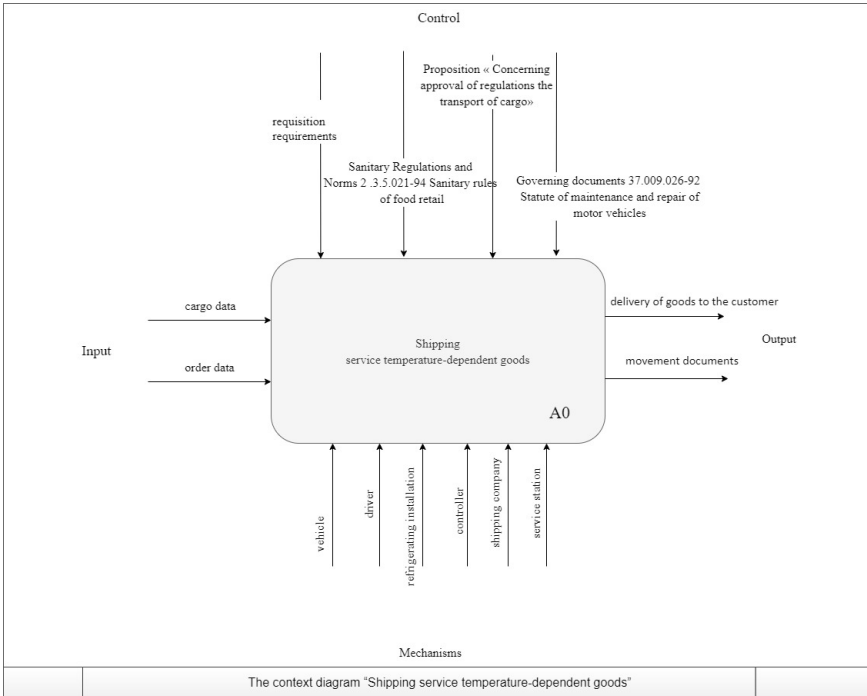 Control
Proposition « Concerning
approval of regulations the
transport of cargo»
requisition
requirements
Sanitary Regulations and
Norms 2 .3.5.021-94 Sanitary rules
of food retail
Governing documents 37.009.026-92
Statute of maintenance and repair of
motor vehicles
cargo data
delivery of goods to the customer
Input
Shipping
service temperature-dependent goods
Output
order data
movement documents
A0
vehicle
driver
refrigerating installation
controller
shipping company
service station
Mechanisms
The context diagram “Shipping service temperature-dependent goods”